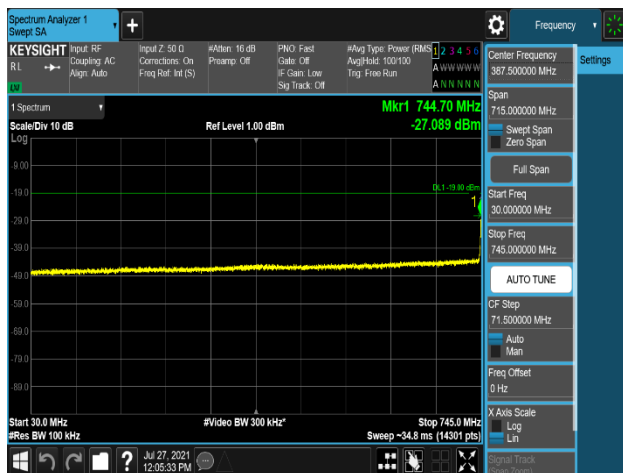 Spectrum Analyzer 1
Swept SA
Frequency
KEYSIGHT
RL
Input: RF
Coupling: AC
Align: Auto
Input Z: 50 Ω
Corrections: On
Freq Ref: Int (S)
#Atten: 16 dB
Preamp: Off
PNO: Fast
Gate: Off
IF Gain: Low
Sig Track: Off
#Avg Type: Power (RMS
Avg|Hold: 100/100
Trig: Free Run
1 2 3 4 5 6
A W W W W W
A N N N N N
Settings
Center Frequency
387.500000 MHz
Span
715.000000 MHz
Swept Span
Zero Span
Full Span
Start Freq
30.000000 MHz
Stop Freq
745.000000 MHz
AUTO TUNE
CF Step
71.500000 MHz
Auto
Man
Freq Offset
0 Hz
X Axis Scale
Log
Lin
Signal Track
(Span Zoom)
1 Spectrum
Scale/Div 10 dB
Log
Ref Level 1.00 dBm
Mkr1 744.70 MHz
-27.089 dBm
-9.00
-19.0
DL1 -19.00 dBm
1
-29.0
-39.0
-49.0
-59.0
-69.0
-79.0
-89.0
Start 30.0 MHz
#Video BW 300 kHz*
Stop 745.0 MHz
#Res BW 100 kHz
Sweep ~34.8 ms (14301 pts)
?
Jul 27, 2021
12:05:33 PM